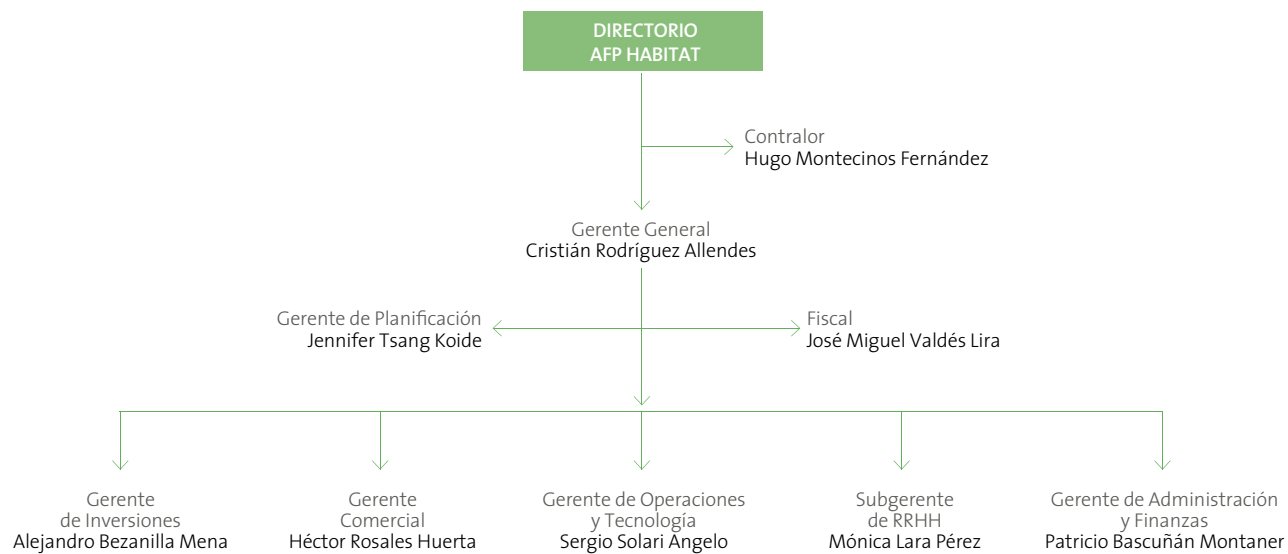 DIRECTORIO
AFP HABITAT
Contralor
Hugo Montecinos Fernández
Gerente General
Cristián Rodríguez Allendes
Gerente de Planificación
Jennifer Tsang Koide
Fiscal
José Miguel Valdés Lira
Gerente
de Inversiones
Alejandro Bezanilla Mena
Gerente
Comercial
Héctor Rosales Huerta
Gerente de Operaciones
y Tecnología
Sergio Solari Angelo
Subgerente
de RRHH
Mónica Lara Pérez
Gerente de Administración
y Finanzas
Patricio Bascuñán Montaner